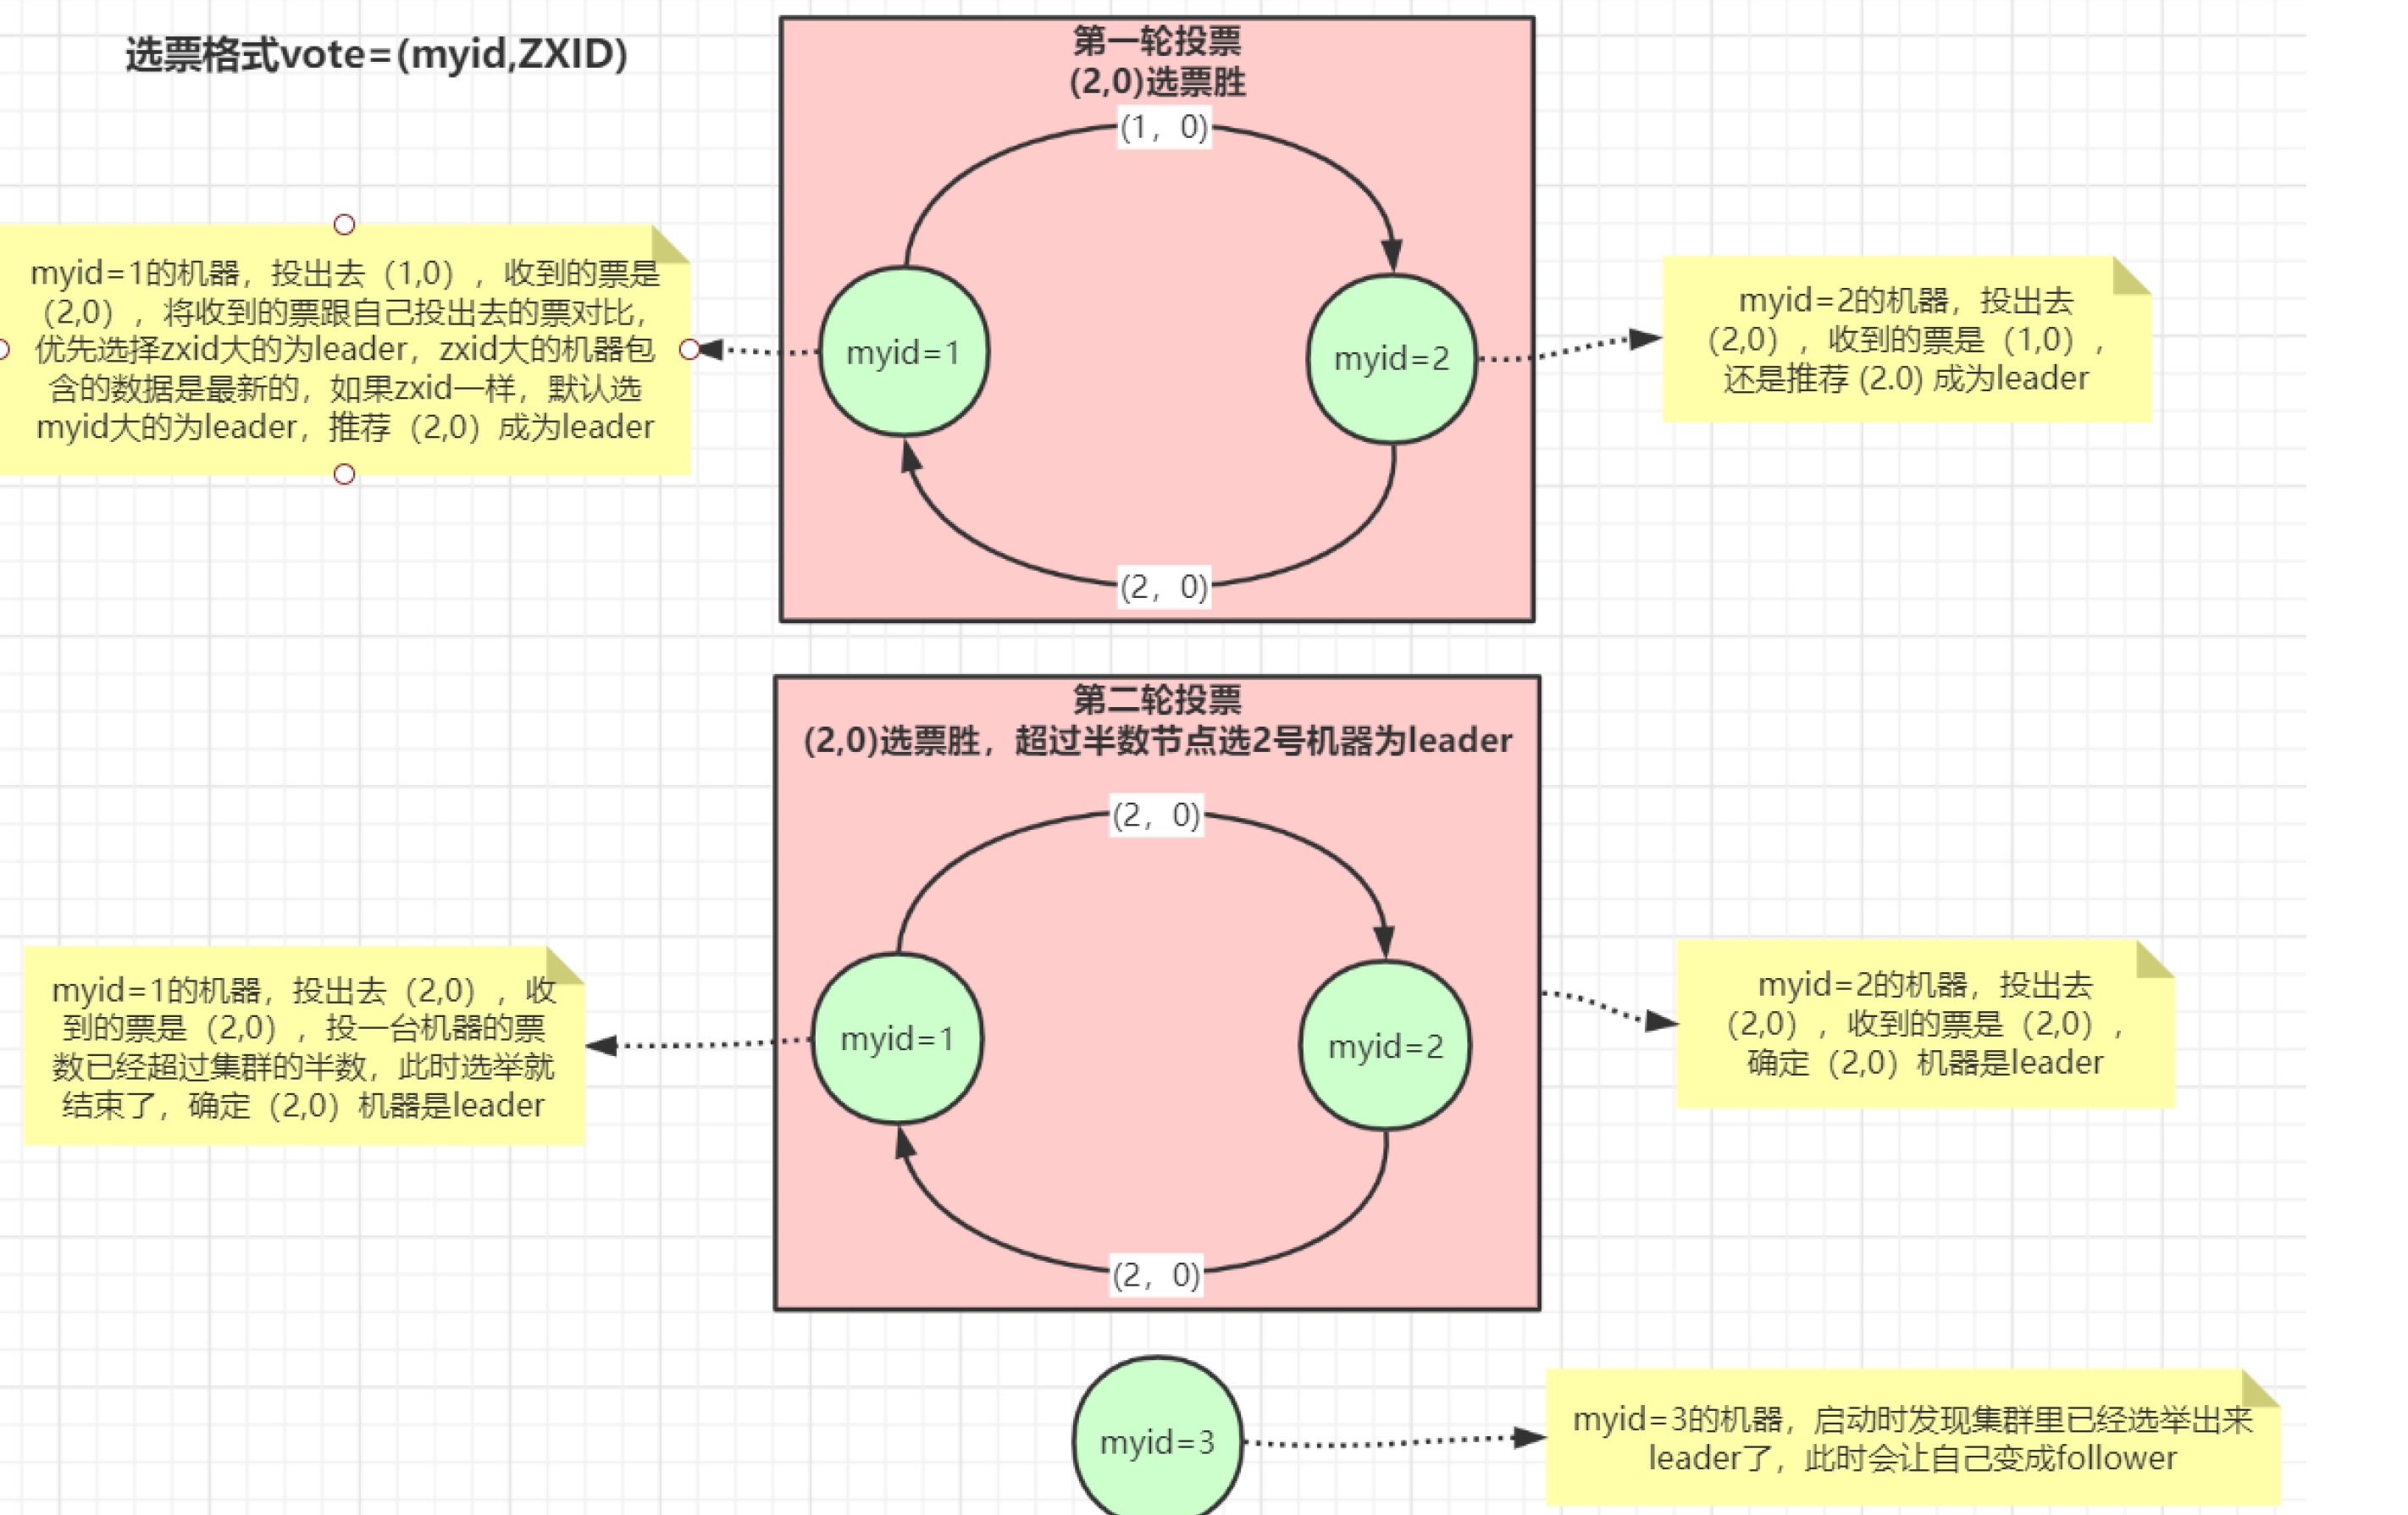 选票格式vote=(myid,ZXID)
第一轮投票
(2,0)选票胜
(1，0)
myid=1的机器，投出去（1,0），收到的票是
（2,0），将收到的票跟自己投出去的票对比，
优先选择zxid大的为leader，zxid大的机器包
含的数据是最新的，如果zxid一样，默认选
myid大的为leader，推荐（2,0）成为leader
myid=1
myid=2
myid=2的机器，投出去
（2,0），收到的票是（1,0），
还是推荐 (2.0) 成为leader
(2，0)
第二轮投票
(2,0)选票胜，超过半数节点选2号机器为leader
(2，0)
myid=1的机器，投出去（2,0），收
到的票是（2,0），投一台机器的票
数已经超过集群的半数，此时选举就
结束了，确定（2,0）机器是leader
myid=1
myid=2
myid=2的机器，投出去
（2,0），收到的票是（2,0），
确定（2,0）机器是leader
(2，0)
myid=3
myid=3的机器，启动时发现集群里已经选举出来
leader了，此时会让自己变成follower